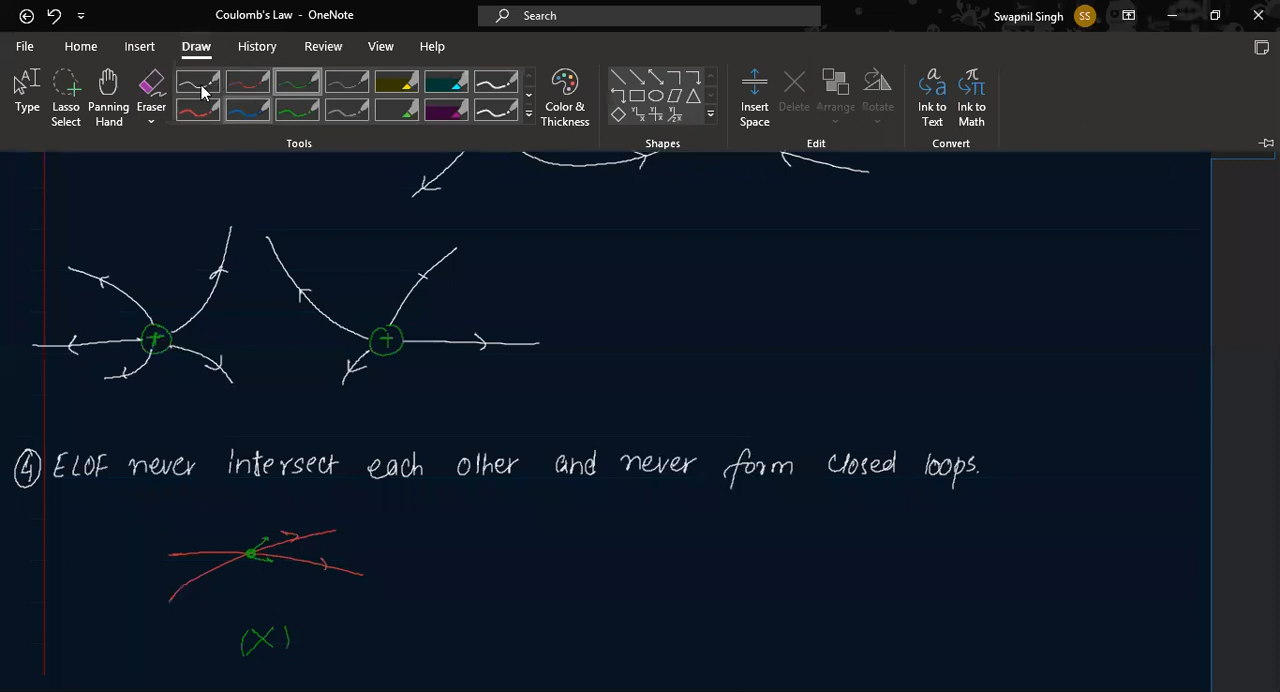 Coulomb's Law - OneNote
Search
Swapnil Singh
SS
File Home Insert Draw History Review View Help
Type
Lasso Select
Panning Hand
Eraser
Color & Thickness
Insert Space
Delete
Arrange
Rotate
Ink to Text
Ink to Math
Tools
Shapes
Edit
Convert
+ +
④ ELOF never intersect each other and never form closed loops.
(X)